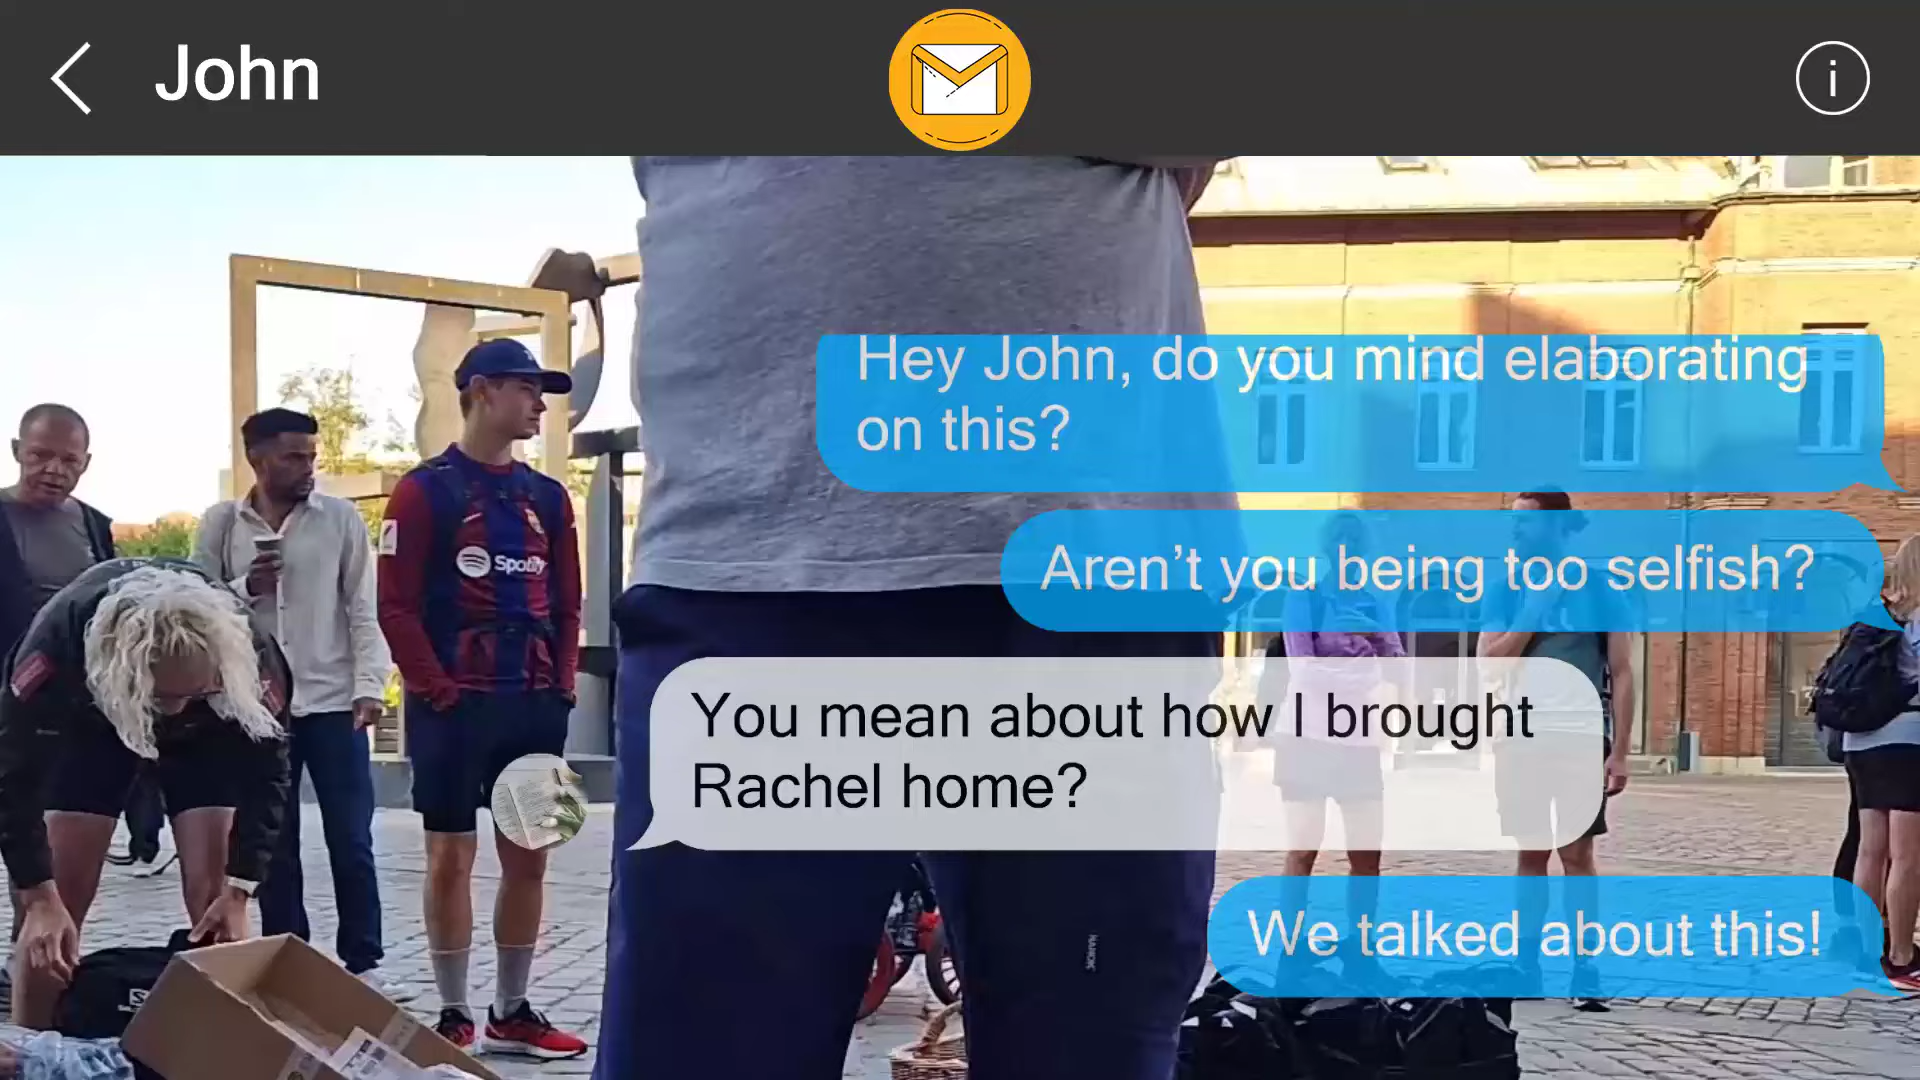 John
i
Hey John, do you mind elaborating
on this?
Aren’t you being too selfish?
Spotify
You mean about how I brought
Rachel home?
We talked about this!